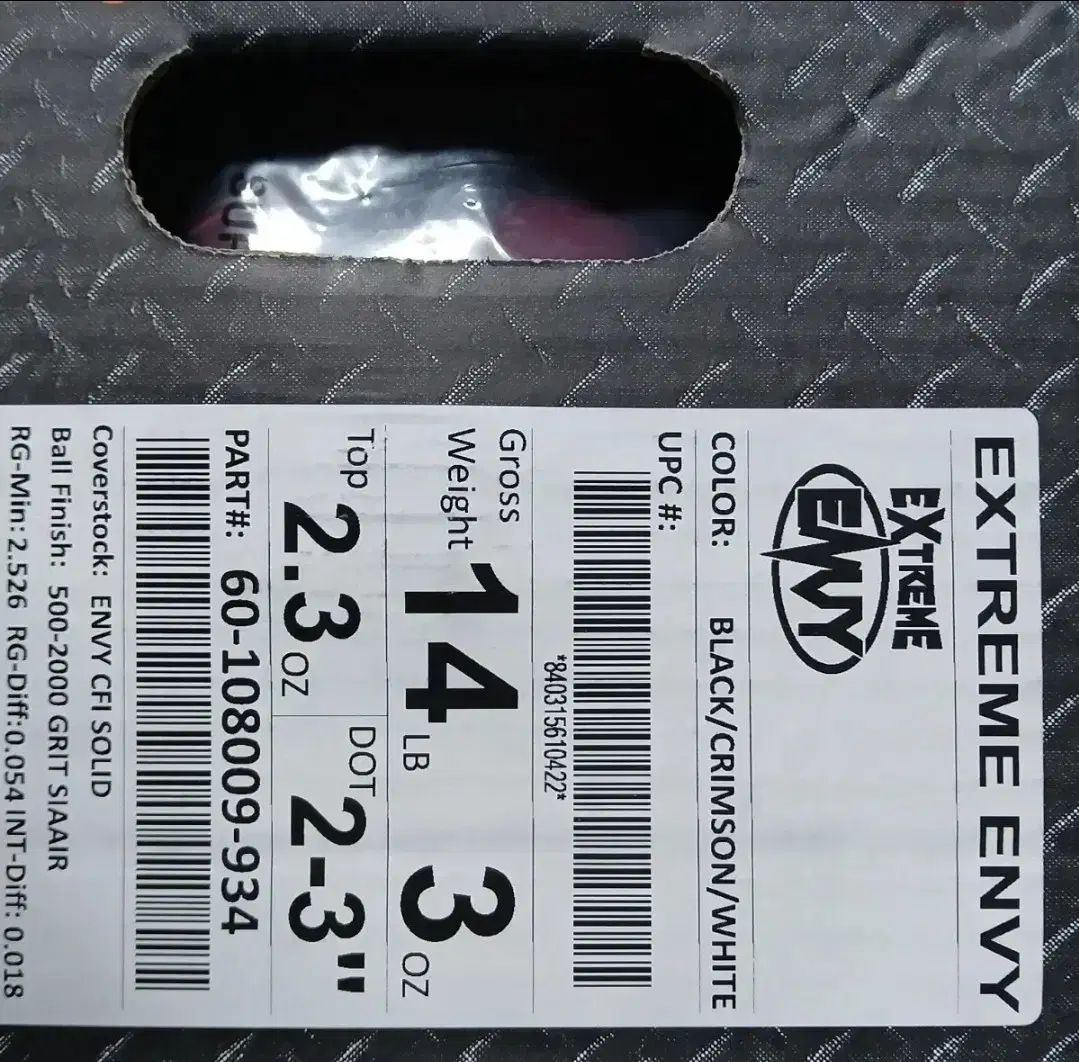 EXTREME ENVY
EXTREME
ENVY
COLOR: BLACK/CRIMSON/WHITE
UPC #:
*840315610422*
Gross Weight 14 LB 3 OZ
Top 2.3 OZ DOT 2-3"
PART#: 60-108009-934
Coverstock: ENVY CFI SOLID
Ball Finish: 500-2000 GRIT SIAAIR
RG-Min: 2.526 RG-Diff:0.054 INT-Diff: 0.018